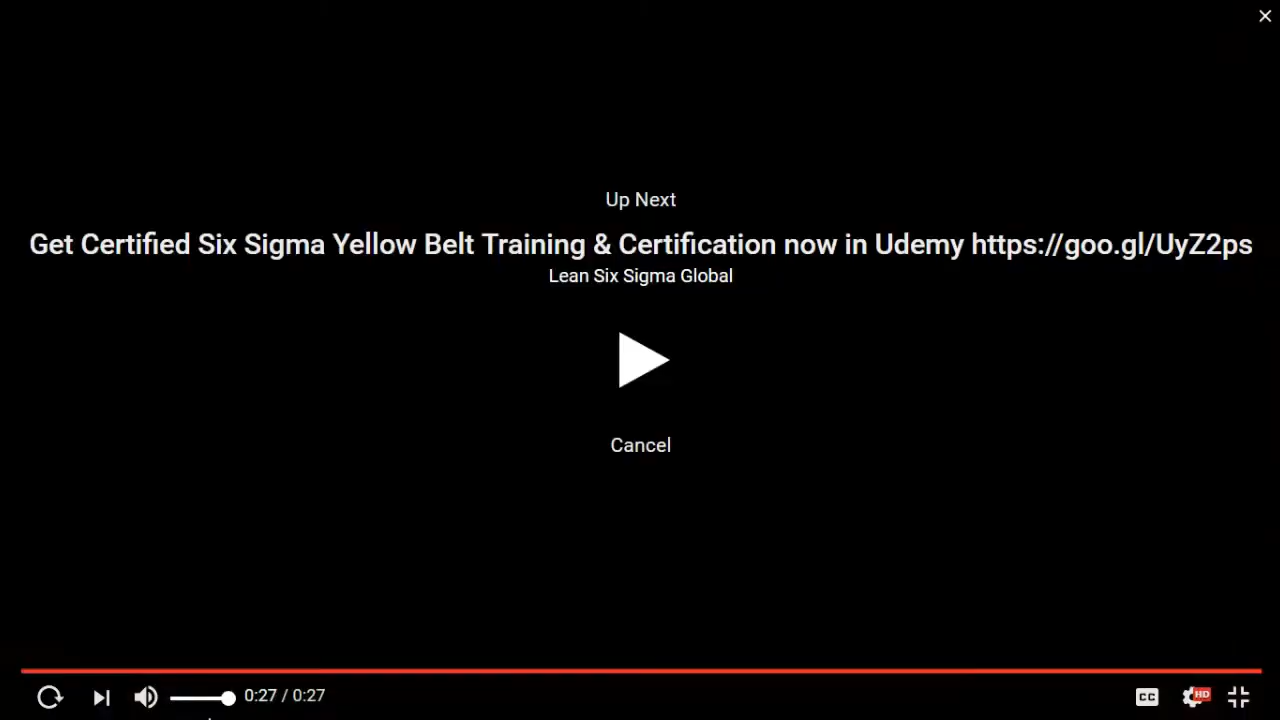 Up Next
Get Certified Six Sigma Yellow Belt Training & Certification now in Udemy https://goo.gl/UyZ2ps
Lean Six Sigma Global
Cancel
0:27 / 0:27
CC
HD